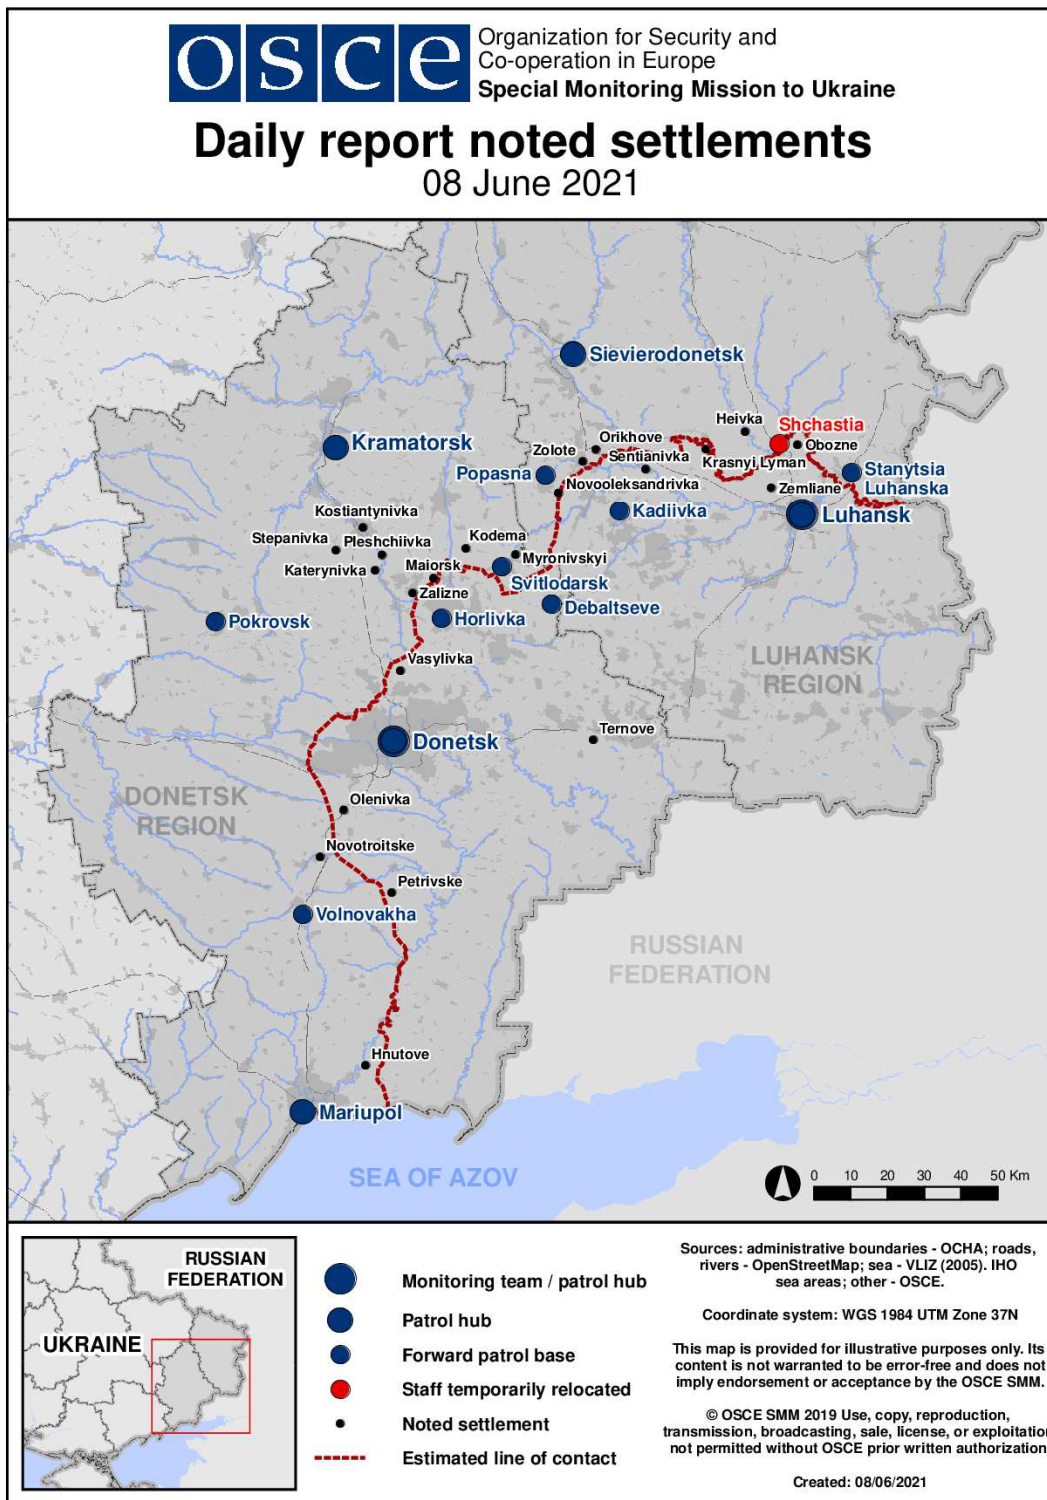 osce
Organization for Security and
Co-operation in Europe
Special Monitoring Mission to Ukraine
Daily report noted settlements
08 June 2021
Sievierodonetsk
Heivka
Shchastia
Orikhove
Obozne
Kramatorsk
Zolote
Sentianivka
Krasnyi Lyman
Popasna
Stanytsia
Luhanska
Novooleksandrivka
Zemliane
Kostiantynivka
Kadiivka
Luhansk
Stepanivka
Pleshchiivka
Kodema
Myronivskyi
Katerynivka
Maiorsk
Svitlodarsk
Zalizne
Debaltseve
Pokrovsk
Horlivka
Vasylivka
LUHANSK
REGION
Ternove
Donetsk
DONETSK
REGION
Olenivka
Novotroitske
Petrivske
Volnovakha
RUSSIAN
FEDERATION
Hnutove
Mariupol
SEA OF AZOV
0 10 20 30 40 50 Km
RUSSIAN
FEDERATION
UKRAINE
Monitoring team / patrol hub
Patrol hub
Forward patrol base
Staff temporarily relocated
Noted settlement
Estimated line of contact
Sources: administrative boundaries - OCHA; roads,
rivers - OpenStreetMap; sea - VLIZ (2005). IHO
sea areas; other - OSCE.
Coordinate system: WGS 1984 UTM Zone 37N
This map is provided for illustrative purposes only. Its
content is not warranted to be error-free and does not
imply endorsement or acceptance by the OSCE SMM.
© OSCE SMM 2019 Use, copy, reproduction,
transmission, broadcasting, sale, license, or exploitation
not permitted without OSCE prior written authorization
Created: 08/06/2021